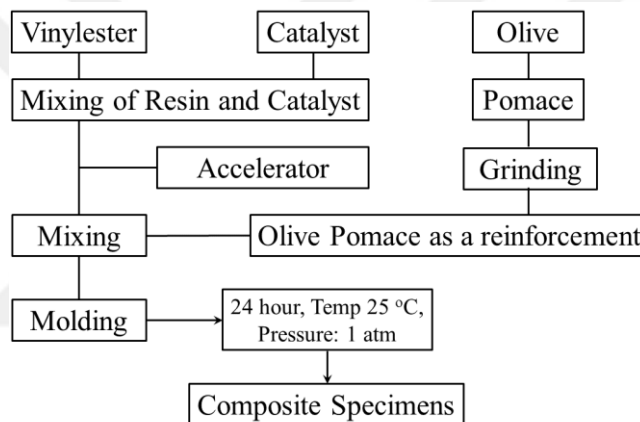 Vinylester
Catalyst
Olive
Mixing of Resin and Catalyst
Pomace
Accelerator
Grinding
Mixing
Olive Pomace as a reinforcement
Molding
24 hour, Temp 25 °C,
Pressure: 1 atm
Composite Specimens